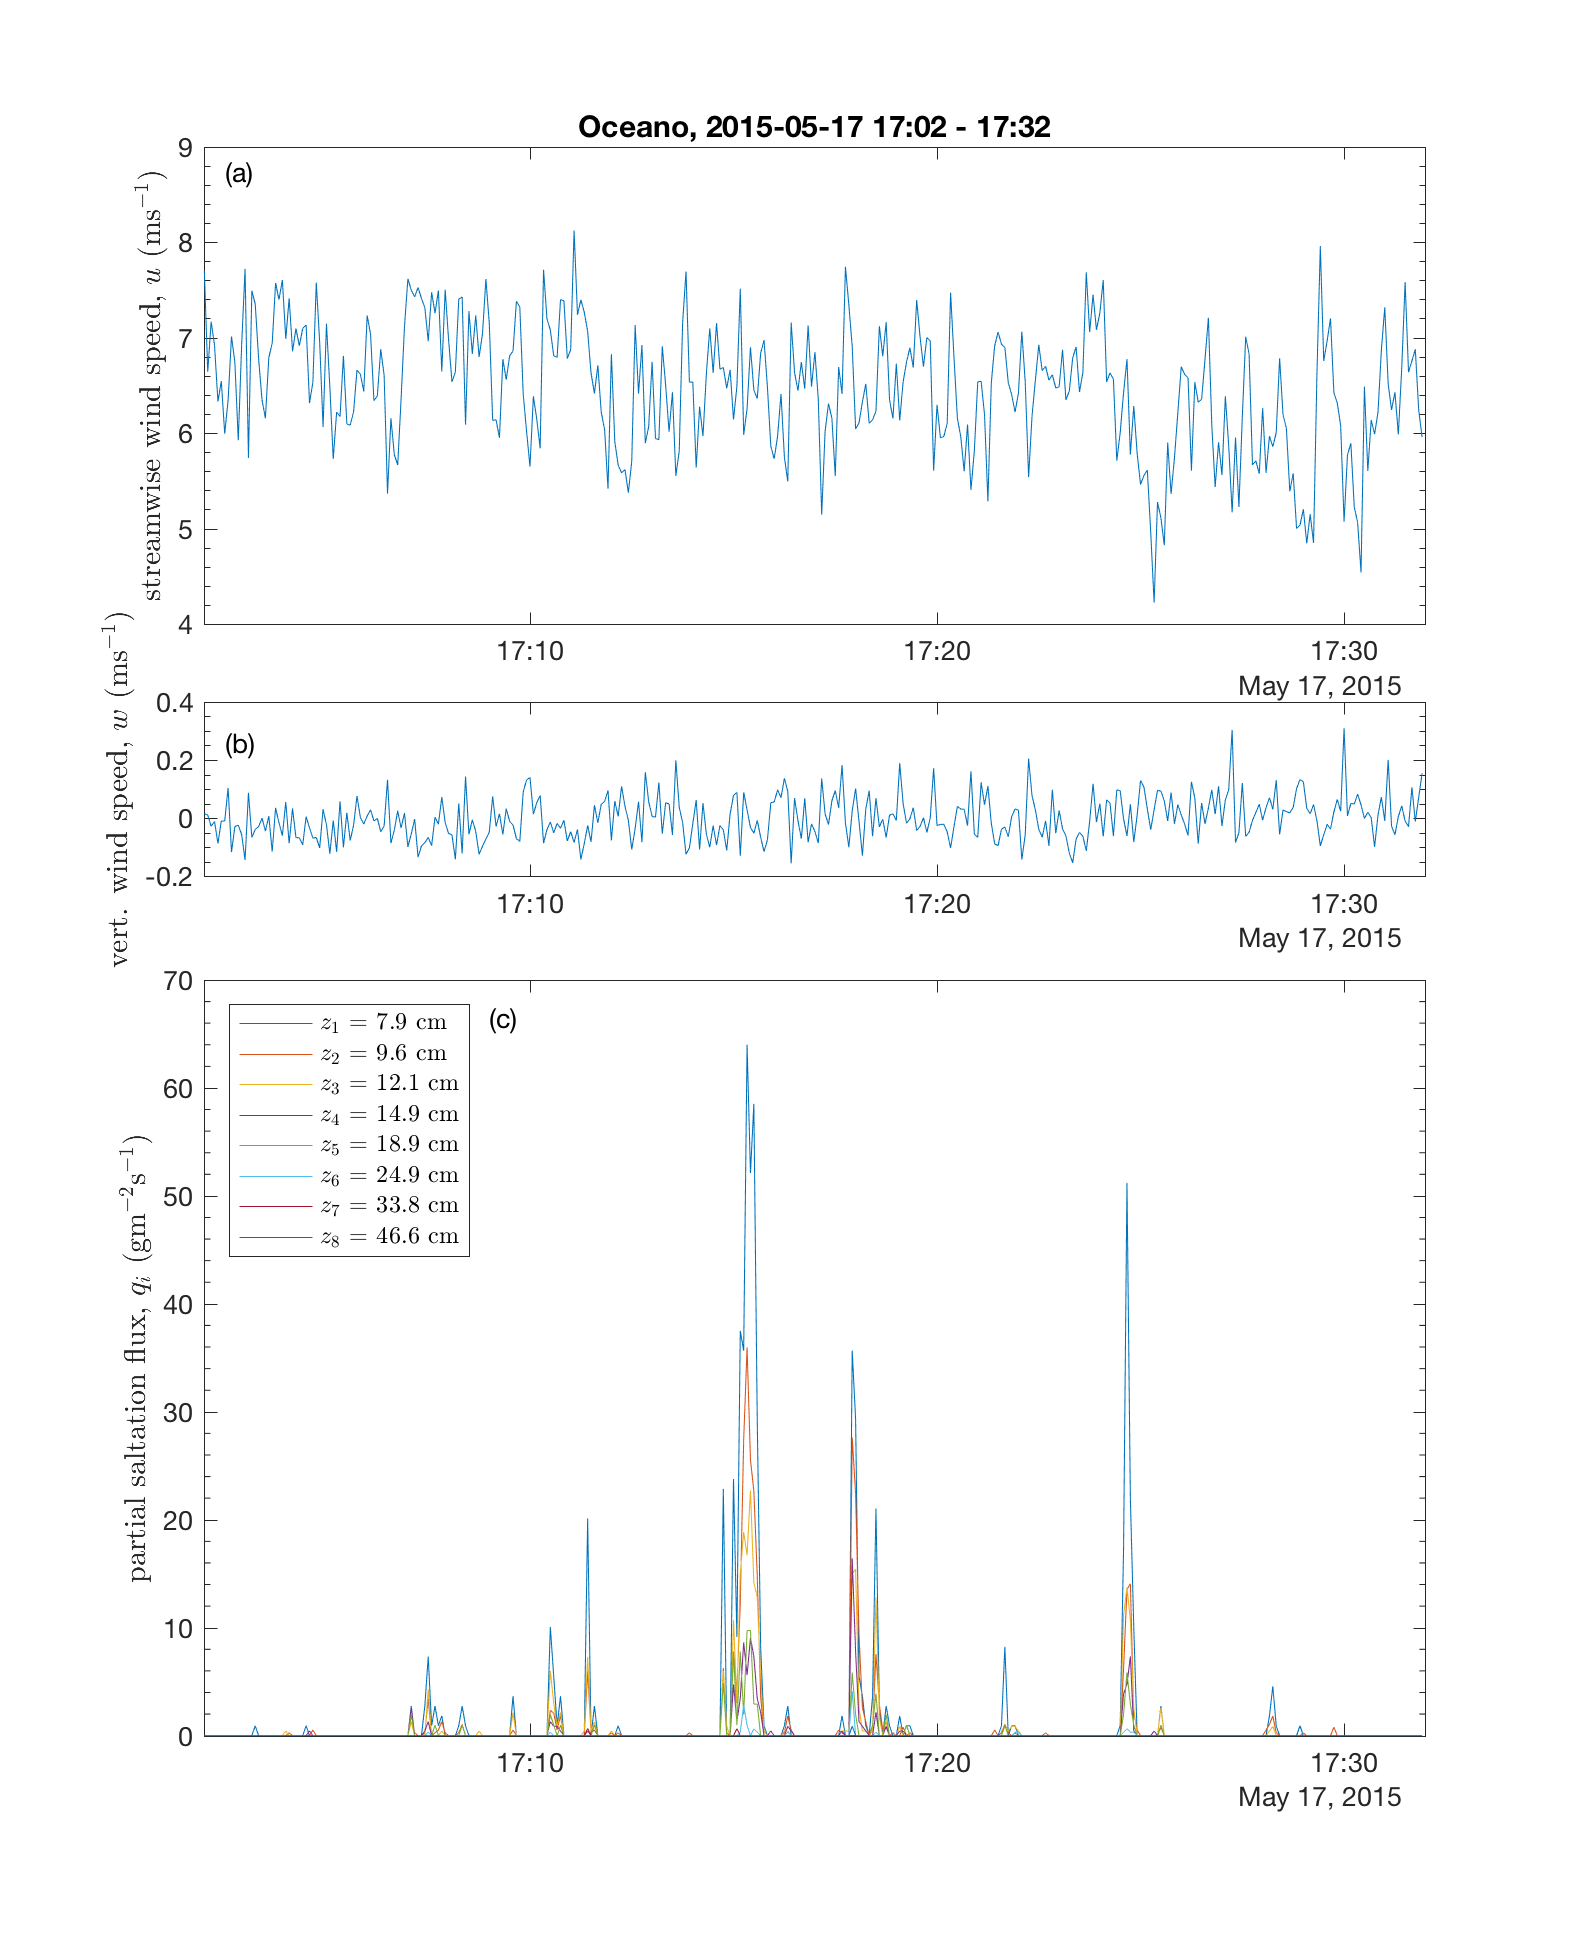 Oceano, 2015-05-17 17:02 - 17:32
(a)
streamwise wind speed, u (ms⁻¹)
9
8
7
6
5
4
17:10 17:20 17:30
May 17, 2015
(b)
vert. wind speed, w (ms⁻¹)
0.4
0.2
0
-0.2
17:10 17:20 17:30
May 17, 2015
(c)
partial saltation flux, qᵢ (gm⁻²s⁻¹)
70
60
50
40
30
20
10
0
z₁ = 7.9 cm
z₂ = 9.6 cm
z₃ = 12.1 cm
z₄ = 14.9 cm
z₅ = 18.9 cm
z₆ = 24.9 cm
z₇ = 33.8 cm
z₈ = 46.6 cm
17:10 17:20 17:30
May 17, 2015